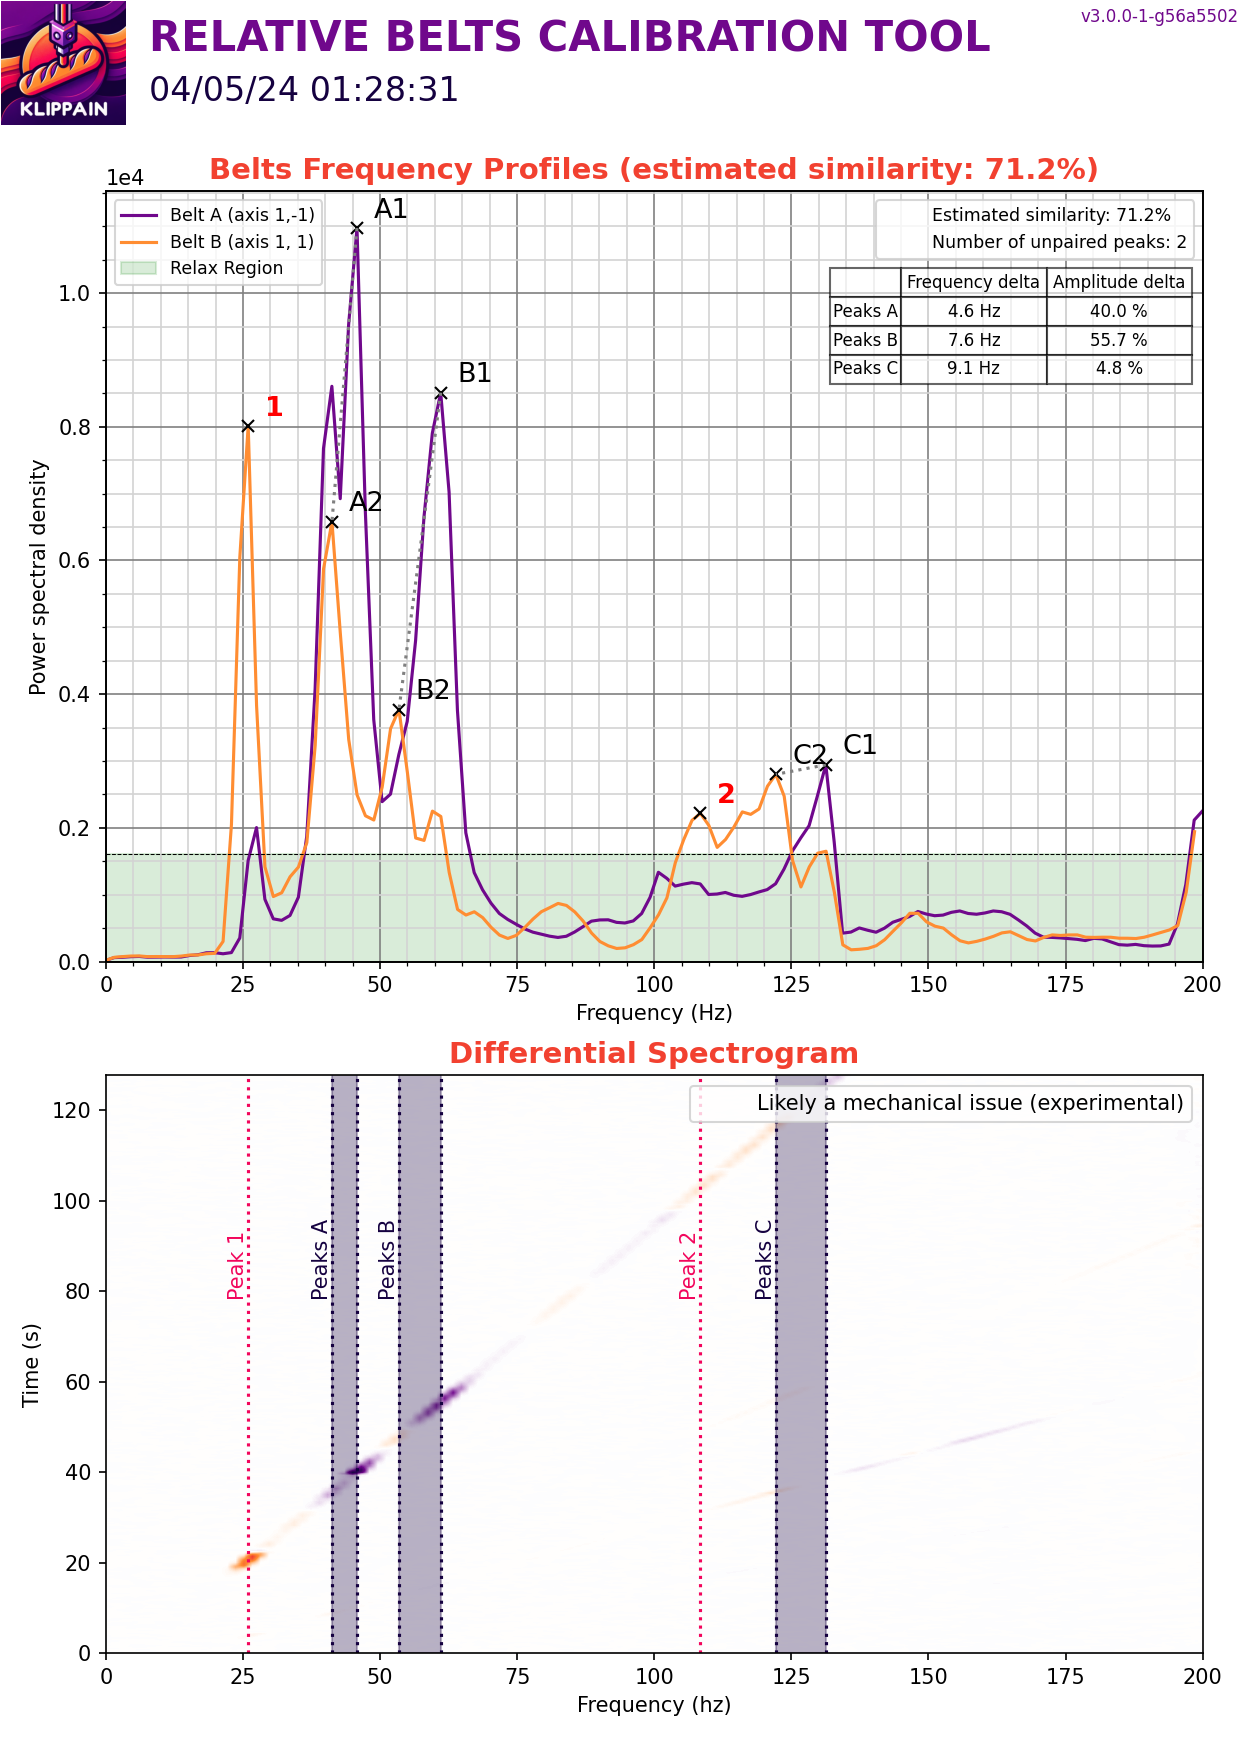 v3.0.0-1-g56a5502
RELATIVE BELTS CALIBRATION TOOL
04/05/24 01:28:31
KLIPPAIN
Belts Frequency Profiles (estimated similarity: 71.2%)
1e4
Belt A (axis 1,-1)
Belt B (axis 1, 1)
Relax Region
Estimated similarity: 71.2%
Number of unpaired peaks: 2
Frequency delta Amplitude delta
Peaks A 4.6 Hz 40.0 %
Peaks B 7.6 Hz 55.7 %
Peaks C 9.1 Hz 4.8 %
A1
B1
1
A2
B2
C1
C2
2
1.0
0.8
0.6
0.4
0.2
0.0
Power spectral density
0 25 50 75 100 125 150 175 200
Frequency (Hz)
Differential Spectrogram
Likely a mechanical issue (experimental)
Peak 1
Peaks A
Peaks B
Peak 2
Peaks C
120
100
80
60
40
20
0
Time (s)
0 25 50 75 100 125 150 175 200
Frequency (hz)